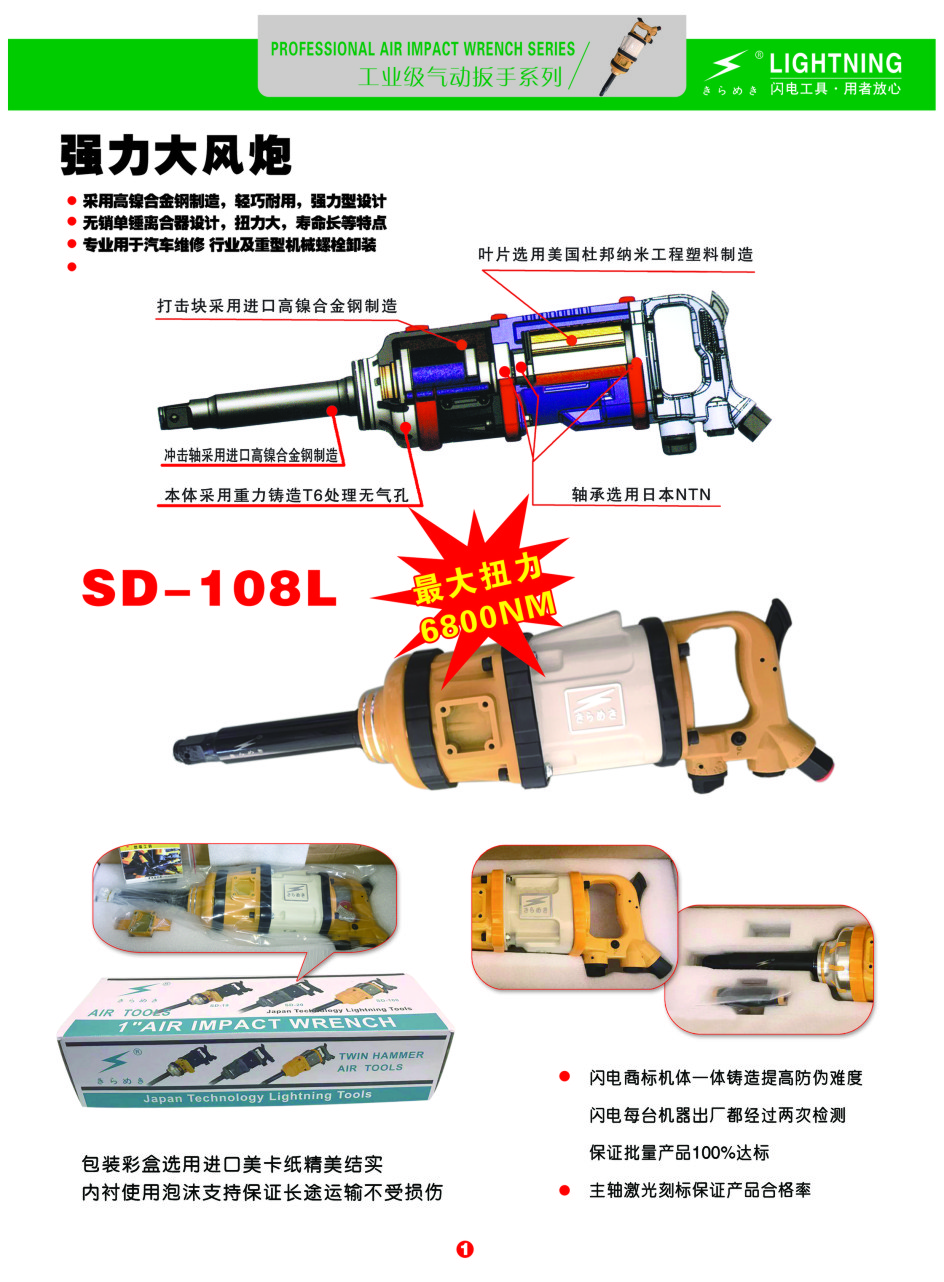 PROFESSIONAL AIR IMPACT WRENCH SERIES
工业级气动扳手系列
® LIGHTNING
きらめき 闪电工具·用者放心
强力大风炮
采用高镍合金钢制造，轻巧耐用，强力型设计
无销单锤离合器设计，扭力大，寿命长等特点
专业用于汽车维修 行业及重型机械螺栓卸装
叶片选用美国杜邦纳米工程塑料制造
打击块采用进口高镍合金钢制造
冲击轴采用进口高镍合金钢制造
本体采用重力铸造T6处理无气孔
轴承选用日本NTN
SD-108L
最大扭力
6800NM
きらめき
®
きらめき
AIR TOOLS
Japan Technology Lightning Tools
1"AIR IMPACT WRENCH
®
きらめき
TWIN HAMMER
AIR TOOLS
Japan Technology Lightning Tools
闪电商标机体一体铸造提高防伪难度
闪电每台机器出厂都经过两次检测
保证批量产品100%达标
主轴激光刻标保证产品合格率
包装彩盒选用进口美卡纸精美结实
内衬使用泡沫支持保证长途运输不受损伤
1